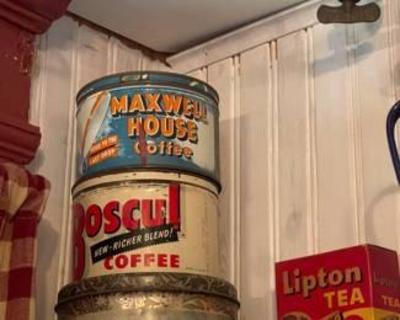 MAXWELL
HOUSE
Coffee
Boscul
NEW-RICHER BLEND!
COFFEE
Lipton
TEA